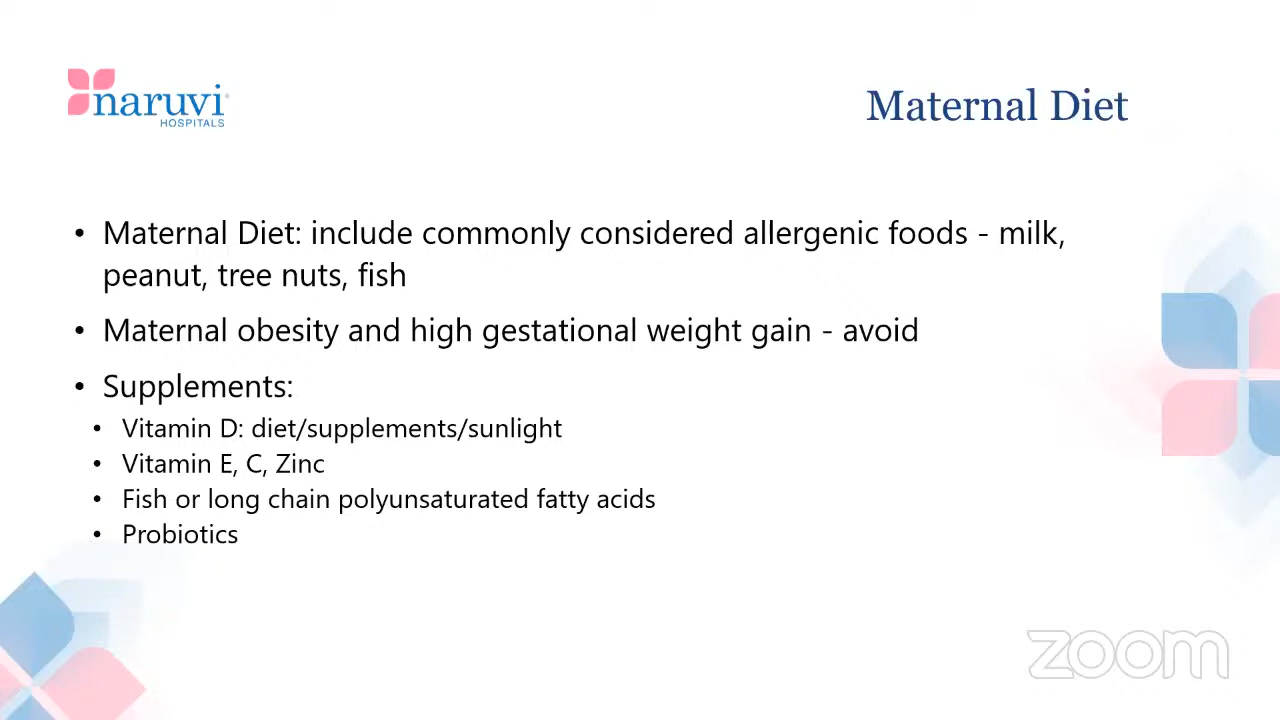 naruvi
HOSPITALS
Maternal Diet
• Maternal Diet: include commonly considered allergenic foods - milk,
peanut, tree nuts, fish
• Maternal obesity and high gestational weight gain - avoid
• Supplements:
• Vitamin D: diet/supplements/sunlight
• Vitamin E, C, Zinc
• Fish or long chain polyunsaturated fatty acids
• Probiotics
zoom